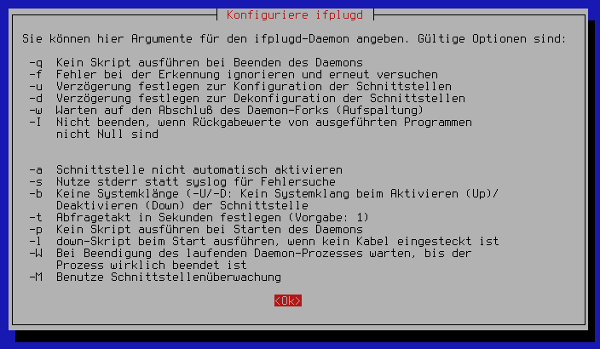 Konfiguriere ifplugd
Sie können hier Argumente für den ifplugd-Daemon angeben. Gültige Optionen sind:
-q  Kein Skript ausführen bei Beenden des Daemons
-f  Fehler bei der Erkennung ignorieren und erneut versuchen
-u  Verzögerung festlegen zur Konfiguration der Schnittstellen
-d  Verzögerung festlegen zur Dekonfiguration der Schnittstellen
-w  Warten auf den Abschluß des Daemon-Forks (Aufspaltung)
-I  Nicht beenden, wenn Rückgabewerte von ausgeführten Programmen
nicht Null sind
-a  Schnittstelle nicht automatisch aktivieren
-s  Nutze stderr statt syslog für Fehlersuche
-b  Keine Systemklänge (-U/-D: Kein Systemklang beim Aktivieren (Up)/
Deaktivieren (Down) der Schnittstelle
-t  Abfragetakt in Sekunden festlegen (Vorgabe: 1)
-p  Kein Skript ausführen bei Starten des Daemons
-l  down-Skript beim Start ausführen, wenn kein Kabel eingesteckt ist
-W  Bei Beendigung des laufenden Daemon-Prozesses warten, bis der
Prozess wirklich beendet ist
-M  Benutze Schnittstellenüberwachung
<Ok>